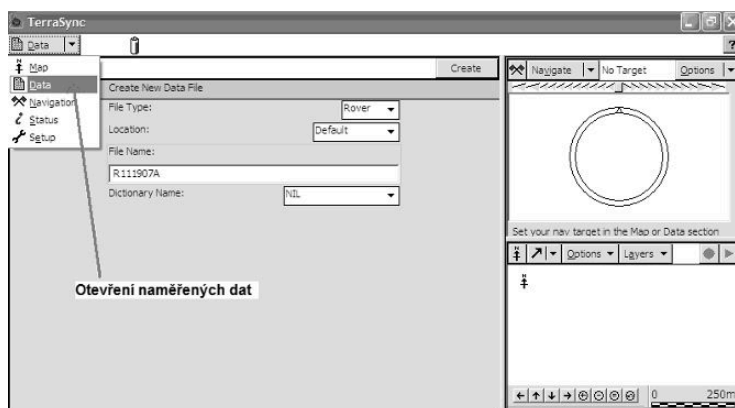 TerraSync
Data
?
Map
Data
Navigation
Status
Setup
Create
Create New Data File
File Type:
Rover
Location:
Default
File Name:
R111907A
Dictionary Name:
NIL
Otevření naměřených dat
Navigate
No Target
Options
Set your nav target in the Map or Data section
Options
Layers
0
250m